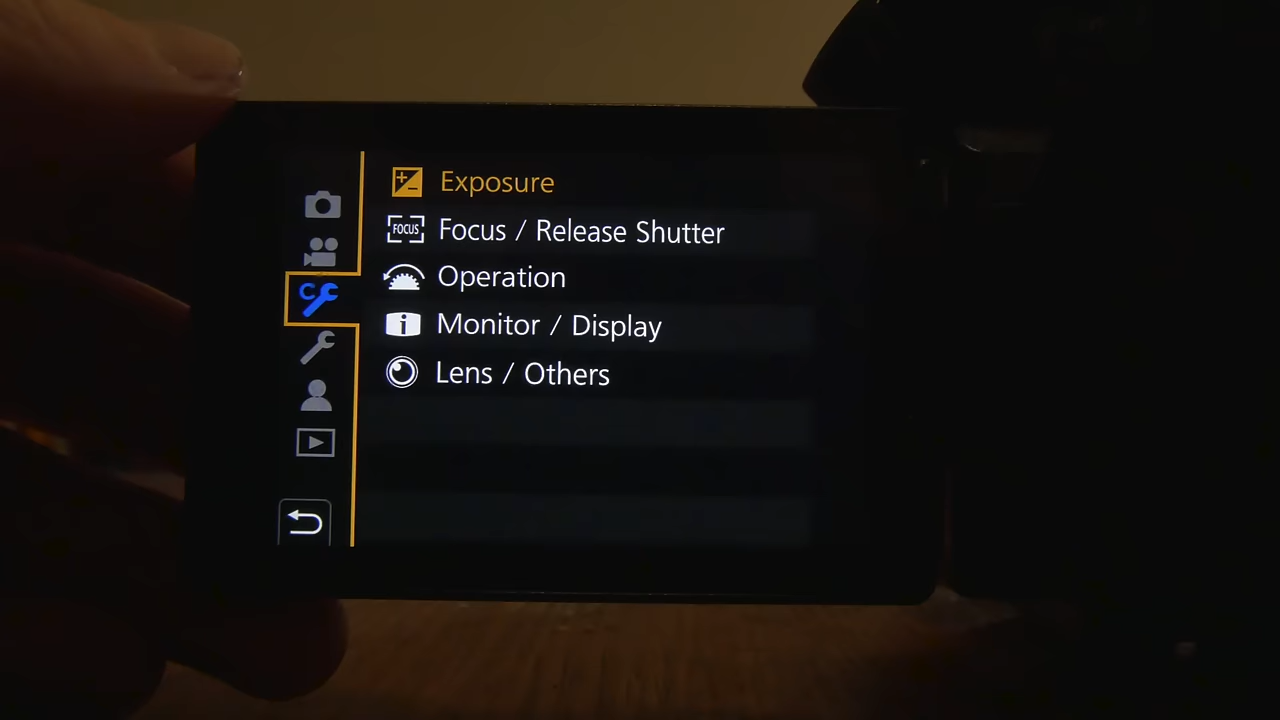 Exposure
FOCUS Focus / Release Shutter
Operation
Monitor / Display
Lens / Others
C